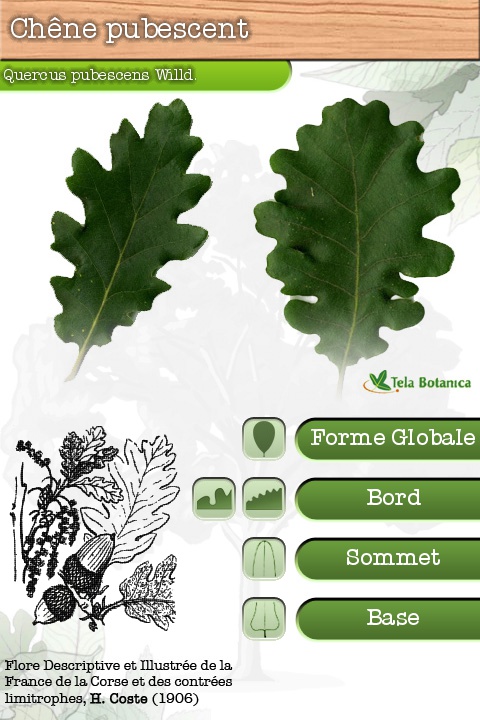 Chêne pubescent
Quercus pubescens Willd.
Tela Botanica
Forme Globale
Bord
Sommet
Base
Flore Descriptive et Illustrée de la
France de la Corse et des contrées
limitrophes, H. Coste (1906)